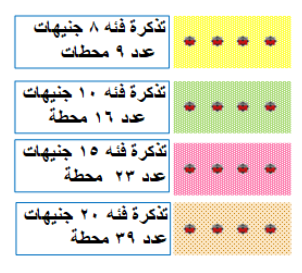 تذكرة فئه ٨ جنيهات
عدد ٩ محطات
تذكرة فئه ١٠ جنيهات
عدد ١٦ محطة
تذكرة فئه ١٥ جنيهات
عدد ٢٣ محطة
تذكرة فئه ٢٠ جنيهات
عدد ٣٩ محطة